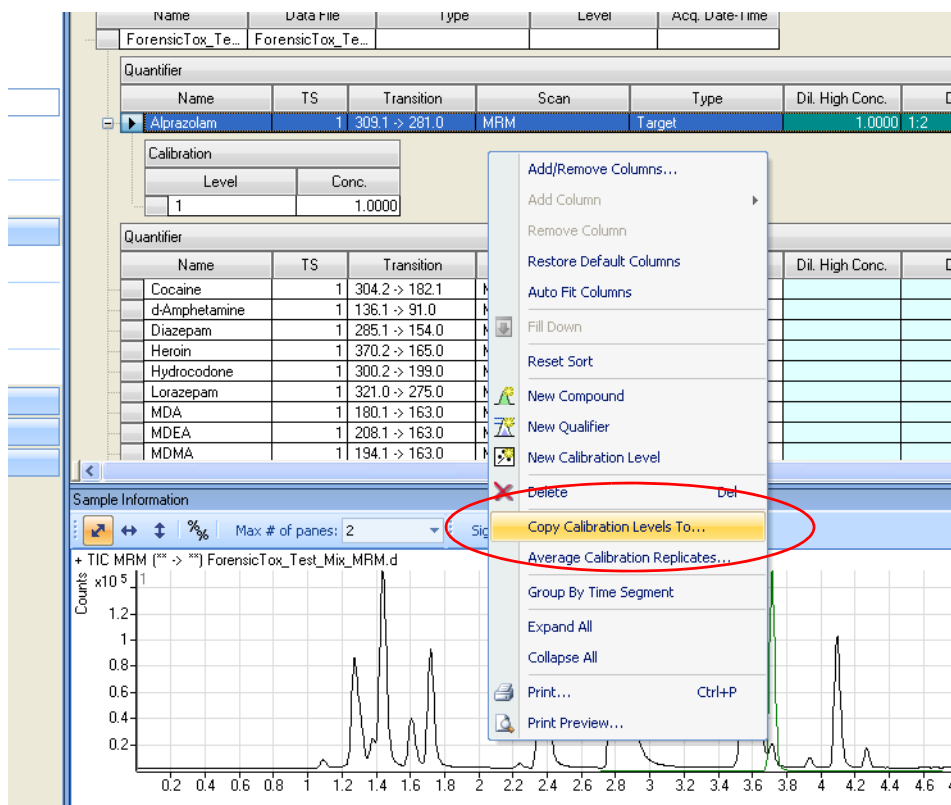 Name Data File Type Level Acq. Date-Time
ForensicTox_Te... ForensicTox_Te...
Quantifier
Name TS Transition Scan Type Dil. High Conc.
Alprazolam 1 309.1 -> 281.0 MRM Target 1.0000 1:2
Calibration
Level Conc.
1 1.0000
Quantifier
Name TS Transition Dil. High Conc.
Cocaine 1 304.2 -> 182.1
d-Amphetamine 1 136.1 -> 91.0
Diazepam 1 285.1 -> 154.0
Heroin 1 370.2 -> 165.0
Hydrocodone 1 300.2 -> 199.0
Lorazepam 1 321.0 -> 275.0
MDA 1 180.1 -> 163.0
MDEA 1 208.1 -> 163.0
MDMA 1 194.1 -> 163.0
Add/Remove Columns...
Add Column
Remove Column
Restore Default Columns
Auto Fit Columns
Fill Down
Reset Sort
New Compound
New Qualifier
New Calibration Level
Delete Del
Copy Calibration Levels To...
Average Calibration Replicates...
Group By Time Segment
Expand All
Collapse All
Print... Ctrl+P
Print Preview...
Sample Information
Max # of panes: 2 Sig
+ TIC MRM (** -> **) ForensicTox_Test_Mix_MRM.d
Counts x10 5 1
1.2
1
0.8
0.6
0.4
0.2
0.2 0.4 0.6 0.8 1 1.2 1.4 1.6 1.8 2 2.2 2.4 2.6 2.8 3 3.2 3.4 3.6 3.8 4 4.2 4.4 4.6